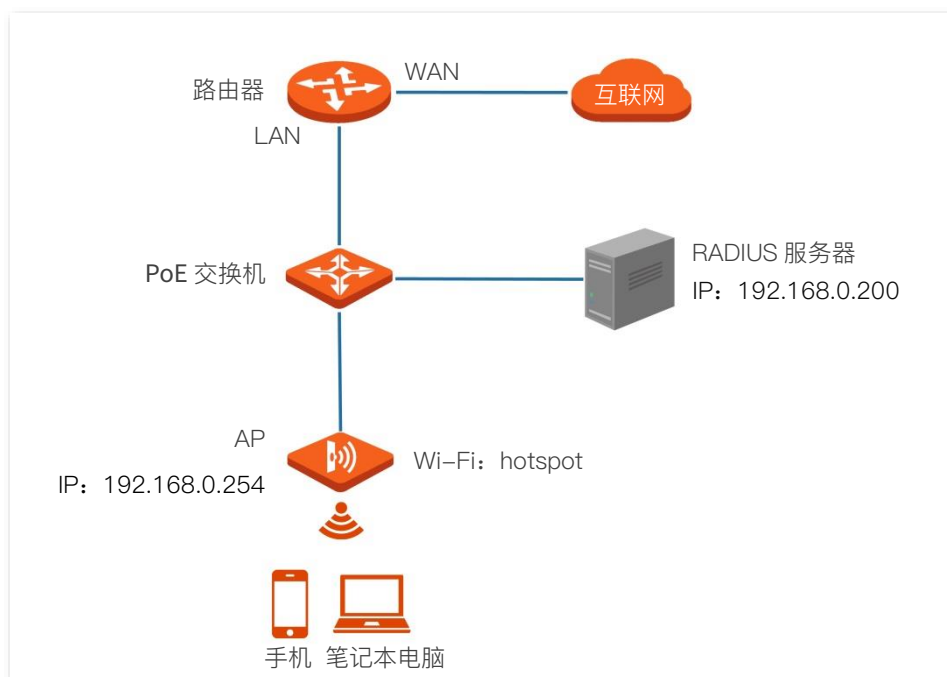 路由器
WAN
互联网
LAN
PoE 交换机
RADIUS 服务器
IP：192.168.0.200
AP
IP：192.168.0.254
Wi-Fi：hotspot
手机 笔记本电脑